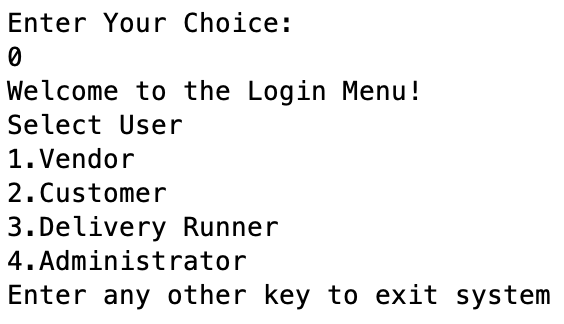 Enter Your Choice:
0
Welcome to the Login Menu!
Select User
1.Vendor
2.Customer
3.Delivery Runner
4.Administrator
Enter any other key to exit system